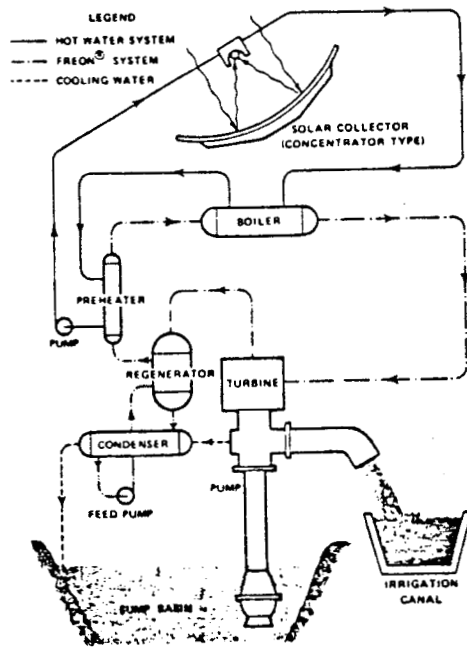 LEGEND
HOT WATER SYSTEM
FREON® SYSTEM
COOLING WATER
SOLAR COLLECTOR
(CONCENTRATOR TYPE)
BOILER
PREHEATER
PUMP
REGENERATOR
TURBINE
CONDENSER
PUMP
FEED PUMP
IRRIGATION
CANAL
SUMP BASIN